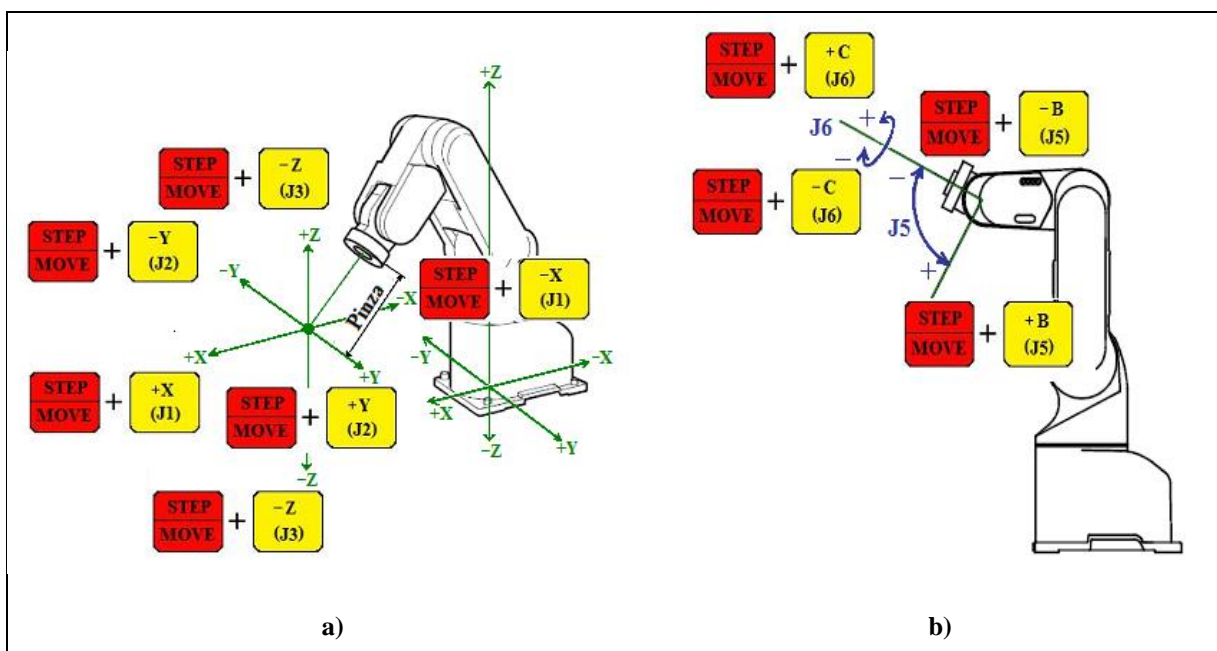 +Z
STEP
MOVE
+
−Z
(J3)
STEP
MOVE
+
−Y
(J2)
−Y
+Z
Pinza
−X
STEP
MOVE
+
−X
(J1)
+X
+Y
STEP
MOVE
+
+X
(J1)
STEP
MOVE
+
+Y
(J2)
−Z
STEP
MOVE
+
−Z
(J3)
−Y
−X
+X
−Z
+Y
a)
STEP
MOVE
+
+C
(J6)
J6
+
−
STEP
MOVE
+
−B
(J5)
STEP
MOVE
+
−C
(J6)
−
J5
+
STEP
MOVE
+
+B
(J5)
b)